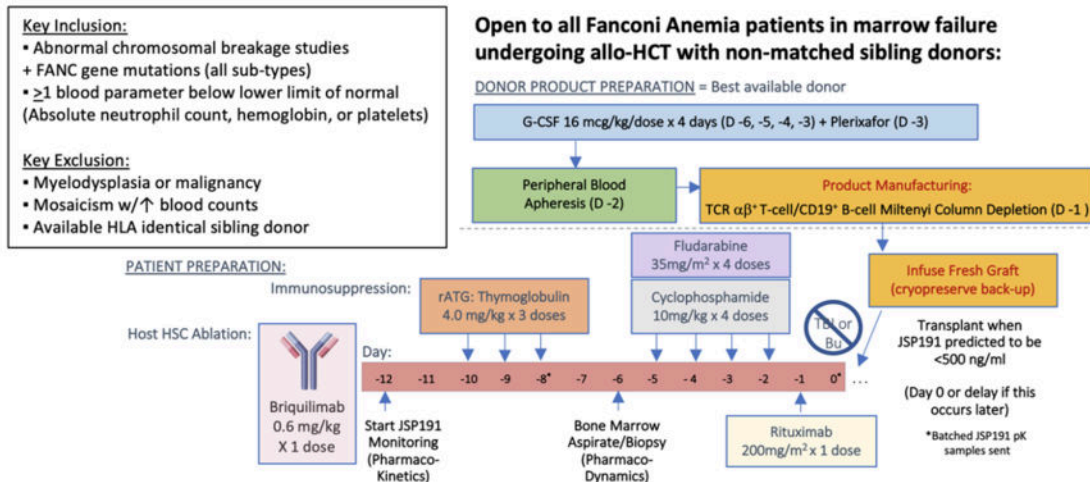 Key Inclusion:
▪ Abnormal chromosomal breakage studies
+ FANC gene mutations (all sub-types)
▪ >1 blood parameter below lower limit of normal
(Absolute neutrophil count, hemoglobin, or platelets)
Key Exclusion:
▪ Myelodysplasia or malignancy
▪ Mosaicism w/↑ blood counts
▪ Available HLA identical sibling donor
Open to all Fanconi Anemia patients in marrow failure
undergoing allo-HCT with non-matched sibling donors:
DONOR PRODUCT PREPARATION = Best available donor
G-CSF 16 mcg/kg/dose x 4 days (D -6, -5, -4, -3) + Plerixafor (D -3)
Peripheral Blood
Apheresis (D -2)
Product Manufacturing:
TCR αβ⁺ T-cell/CD19⁺ B-cell Miltenyi Column Depletion (D -1 )
PATIENT PREPARATION:
Immunosuppression:
rATG: Thymoglobulin
4.0 mg/kg x 3 doses
Fludarabine
35mg/m² x 4 doses
Cyclophosphamide
10mg/kg x 4 doses
TBI or
Bu
Infuse Fresh Graft
(cryopreserve back-up)
Host HSC Ablation:
Briquilimab
0.6 mg/kg
X 1 dose
Day:
-12 -11 -10 -9 -8* -7 -6 -5 -4 -3 -2 -1 0* ...
Start JSP191
Monitoring
(Pharmaco-
Kinetics)
Bone Marrow
Aspirate/Biopsy
(Pharmaco-
Dynamics)
Rituximab
200mg/m² x 1 dose
Transplant when
JSP191 predicted to be
<500 ng/ml
(Day 0 or delay if this
occurs later)
*Batched JSP191 pK
samples sent